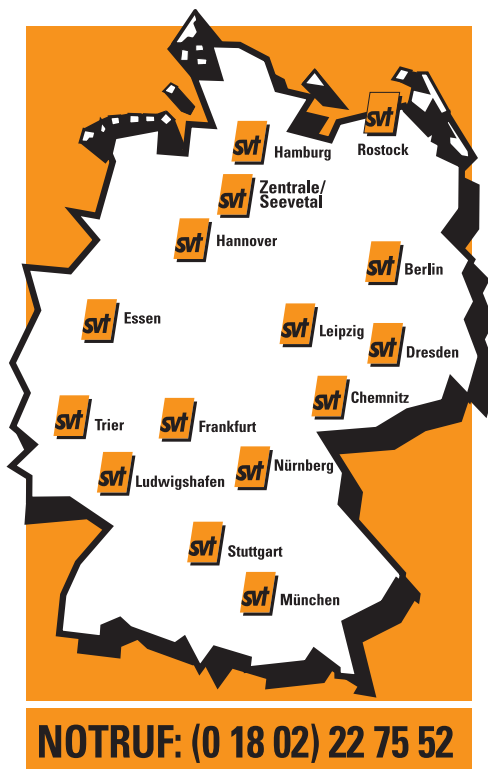 svt
Hamburg
svt
Rostock
svt
Zentrale/
Seevetal
svt
Hannover
svt
Berlin
svt
Essen
svt
Leipzig
svt
Dresden
svt
Chemnitz
svt
Trier
svt
Frankfurt
svt
Ludwigshafen
svt
Nürnberg
svt
Stuttgart
svt
München
NOTRUF: (0 18 02) 22 75 52